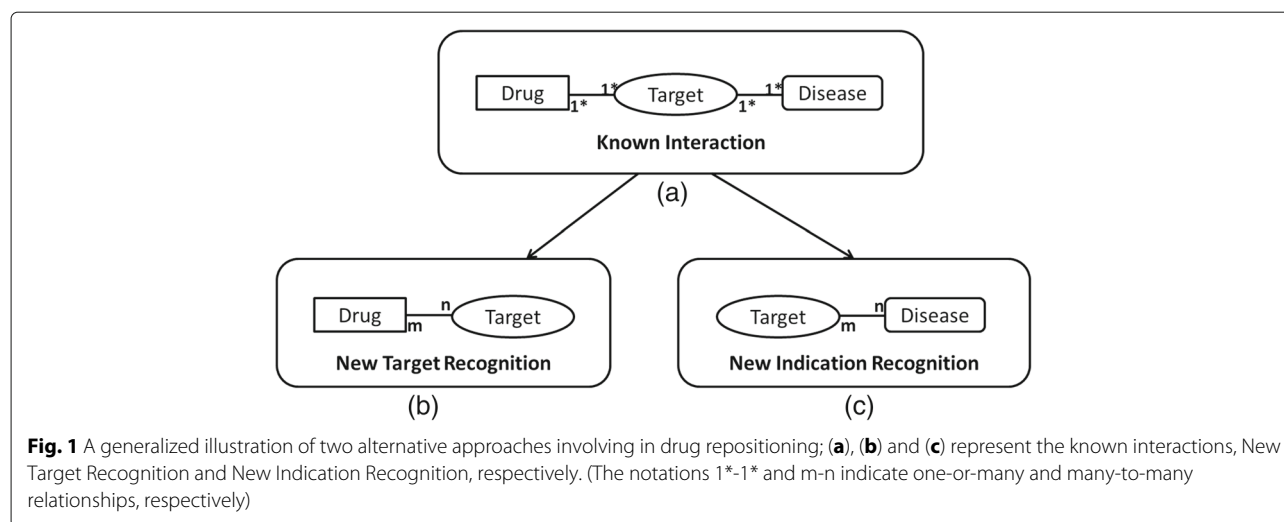 Drug 1* 1* Target 1* 1* Disease
Known Interaction
(a)
Drug m n Target
New Target Recognition
(b)
Target m n Disease
New Indication Recognition
(c)
Fig. 1 A generalized illustration of two alternative approaches involving in drug repositioning; (a), (b) and (c) represent the known interactions, New
Target Recognition and New Indication Recognition, respectively. (The notations 1*-1* and m-n indicate one-or-many and many-to-many
relationships, respectively)